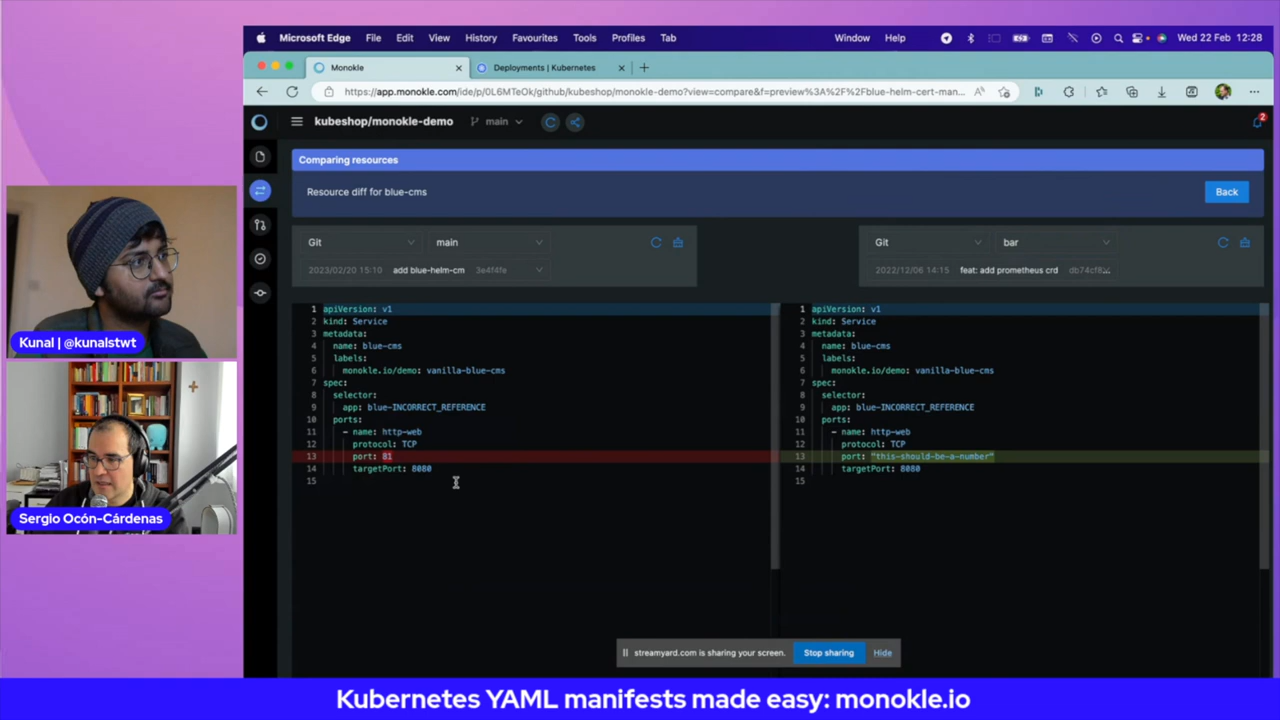 Microsoft Edge File Edit View History Favourites Tools Profiles Tab Window Help Wed 22 Feb 12:28
Monokle
Deployments | Kubernetes
https://app.monokle.com/ide/p/0L6MTeOk/github/kubeshop/monokle-demo?view=compare&f=preview%3A%2F%2Fblue-helm-cert-man...
kubeshop/monokle-demo
main
2
Comparing resources
Resource diff for blue-cms
Back
Git
main
2023/02/20 15:10 add blue-helm-cm 3e4f4fe
Git
bar
2022/12/06 14:15 feat: add prometheus crd
1 apiVersion: v1
2 kind: Service
3 metadata:
4 name: blue-cms
5 labels:
6 monokle.io/demo: vanilla-blue-cms
7 spec:
8 selector:
9 app: blue-INCORRECT_REFERENCE
10 ports:
11 - name: http-web
12 protocol: TCP
13 port: 81
14 targetPort: 8080
15
1 apiVersion: v1
2 kind: Service
3 metadata:
4 name: blue-cms
5 labels:
6 monokle.io/demo: vanilla-blue-cms
7 spec:
8 selector:
9 app: blue-INCORRECT_REFERENCE
10 ports:
11 - name: http-web
12 protocol: TCP
13 port: "this-should-be-a-number"
14 targetPort: 8080
15
Kunal | @kunalstwt
Sergio Ocón-Cárdenas
streamyard.com is sharing your screen.
Stop sharing
Hide
Kubernetes YAML manifests made easy: monokle.io